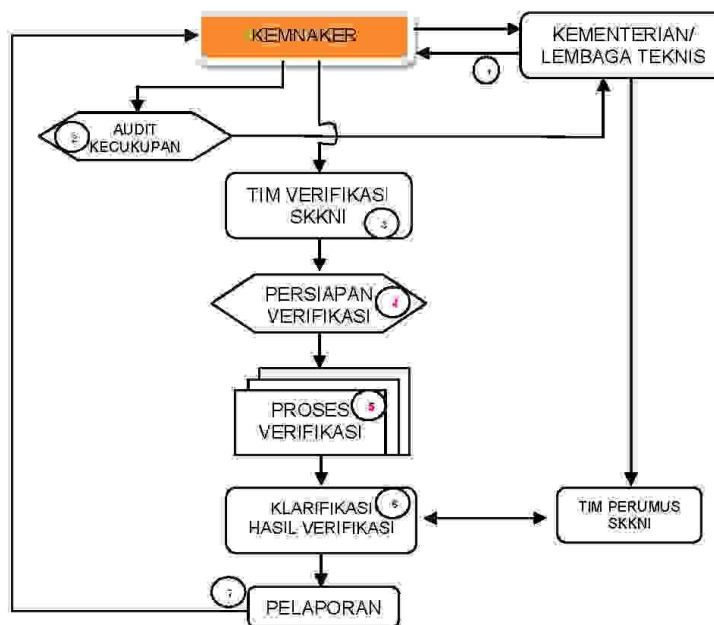 KEMNAKER
KEMENTERIAN/
LEMBAGA TEKNIS
1
2
AUDIT
KECUKUPAN
TIM VERIFIKASI
SKKNI
3
PERSIAPAN
VERIFIKASI
4
PROSES
VERIFIKASI
5
KLARIFIKASI
HASIL VERIFIKASI
6
TIM PERUMUS
SKKNI
7
PELAPORAN